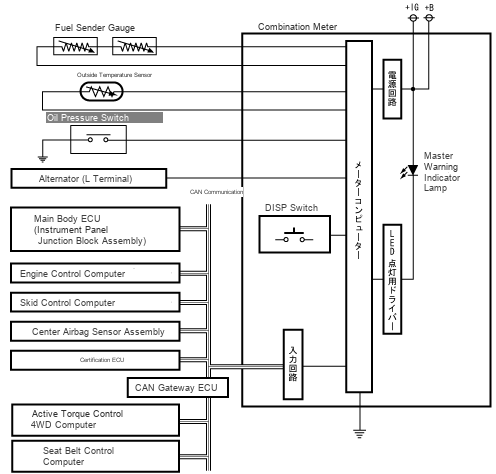 +IG +B
Fuel Sender Gauge
Combination Meter
Outside Temperature Sensor
電源回路
Oil Pressure Switch
メーターコンピューター
Master
Warning
Indicator
Lamp
Alternator (L Terminal)
CAN Communication
DISP Switch
Main Body ECU
(Instrument Panel
Junction Block Assembly)
LED点灯用ドライバー
Engine Control Computer
Skid Control Computer
Center Airbag Sensor Assembly
Certification ECU
入力回路
CAN Gateway ECU
Active Torque Control
4WD Computer
Seat Belt Control
Computer